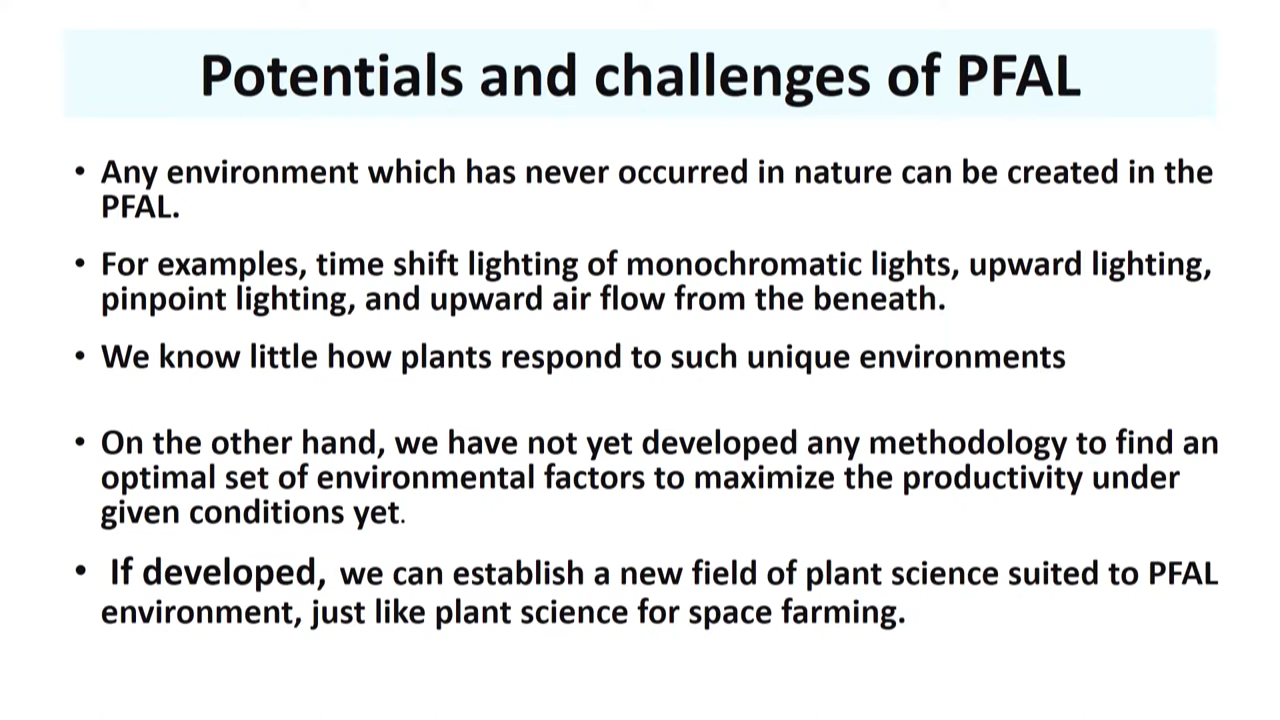 Potentials and challenges of PFAL
• Any environment which has never occurred in nature can be created in the
PFAL.
• For examples, time shift lighting of monochromatic lights, upward lighting,
pinpoint lighting, and upward air flow from the beneath.
• We know little how plants respond to such unique environments
• On the other hand, we have not yet developed any methodology to find an
optimal set of environmental factors to maximize the productivity under
given conditions yet.
• If developed, we can establish a new field of plant science suited to PFAL
environment, just like plant science for space farming.